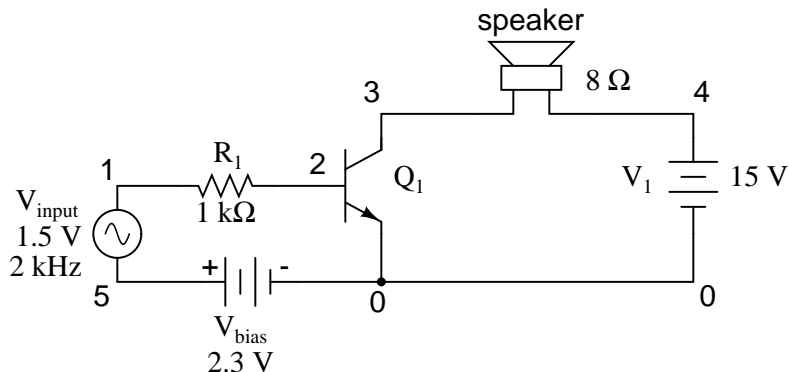 speaker
8 Ω
3
4
R1
1
2
Q1
V1
15 V
Vinput
1.5 V
2 kHz
1 kΩ
+
-
5
0
0
Vbias
2.3 V